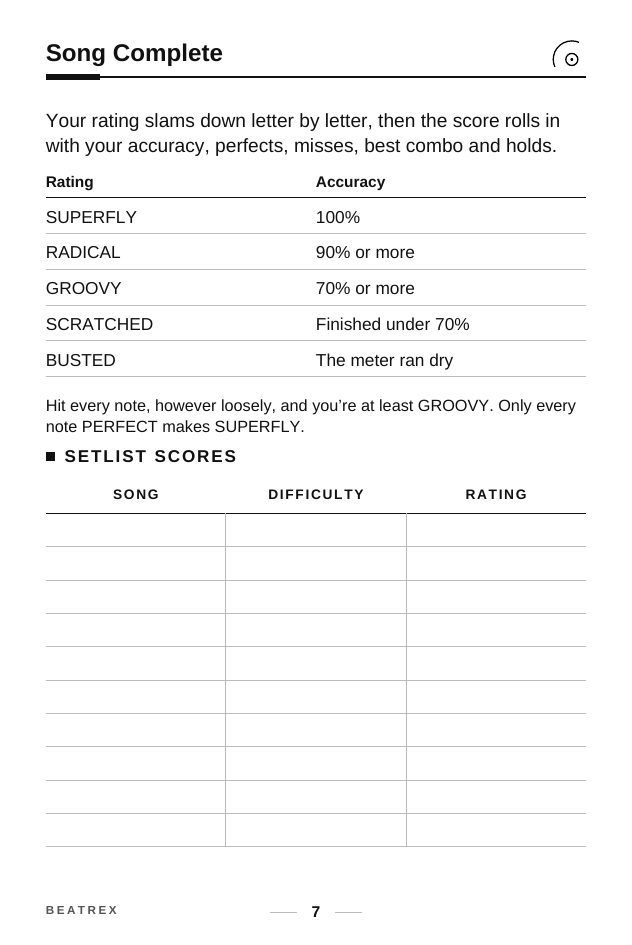 Song Complete
Your rating slams down letter by letter, then the score rolls in
with your accuracy, perfects, misses, best combo and holds.
Rating Accuracy
SUPERFLY 100%
RADICAL 90% or more
GROOVY 70% or more
SCRATCHED Finished under 70%
BUSTED The meter ran dry
Hit every note, however loosely, and you’re at least GROOVY. Only every
note PERFECT makes SUPERFLY.
SETLIST SCORES
SONG DIFFICULTY RATING
BEATREX 7